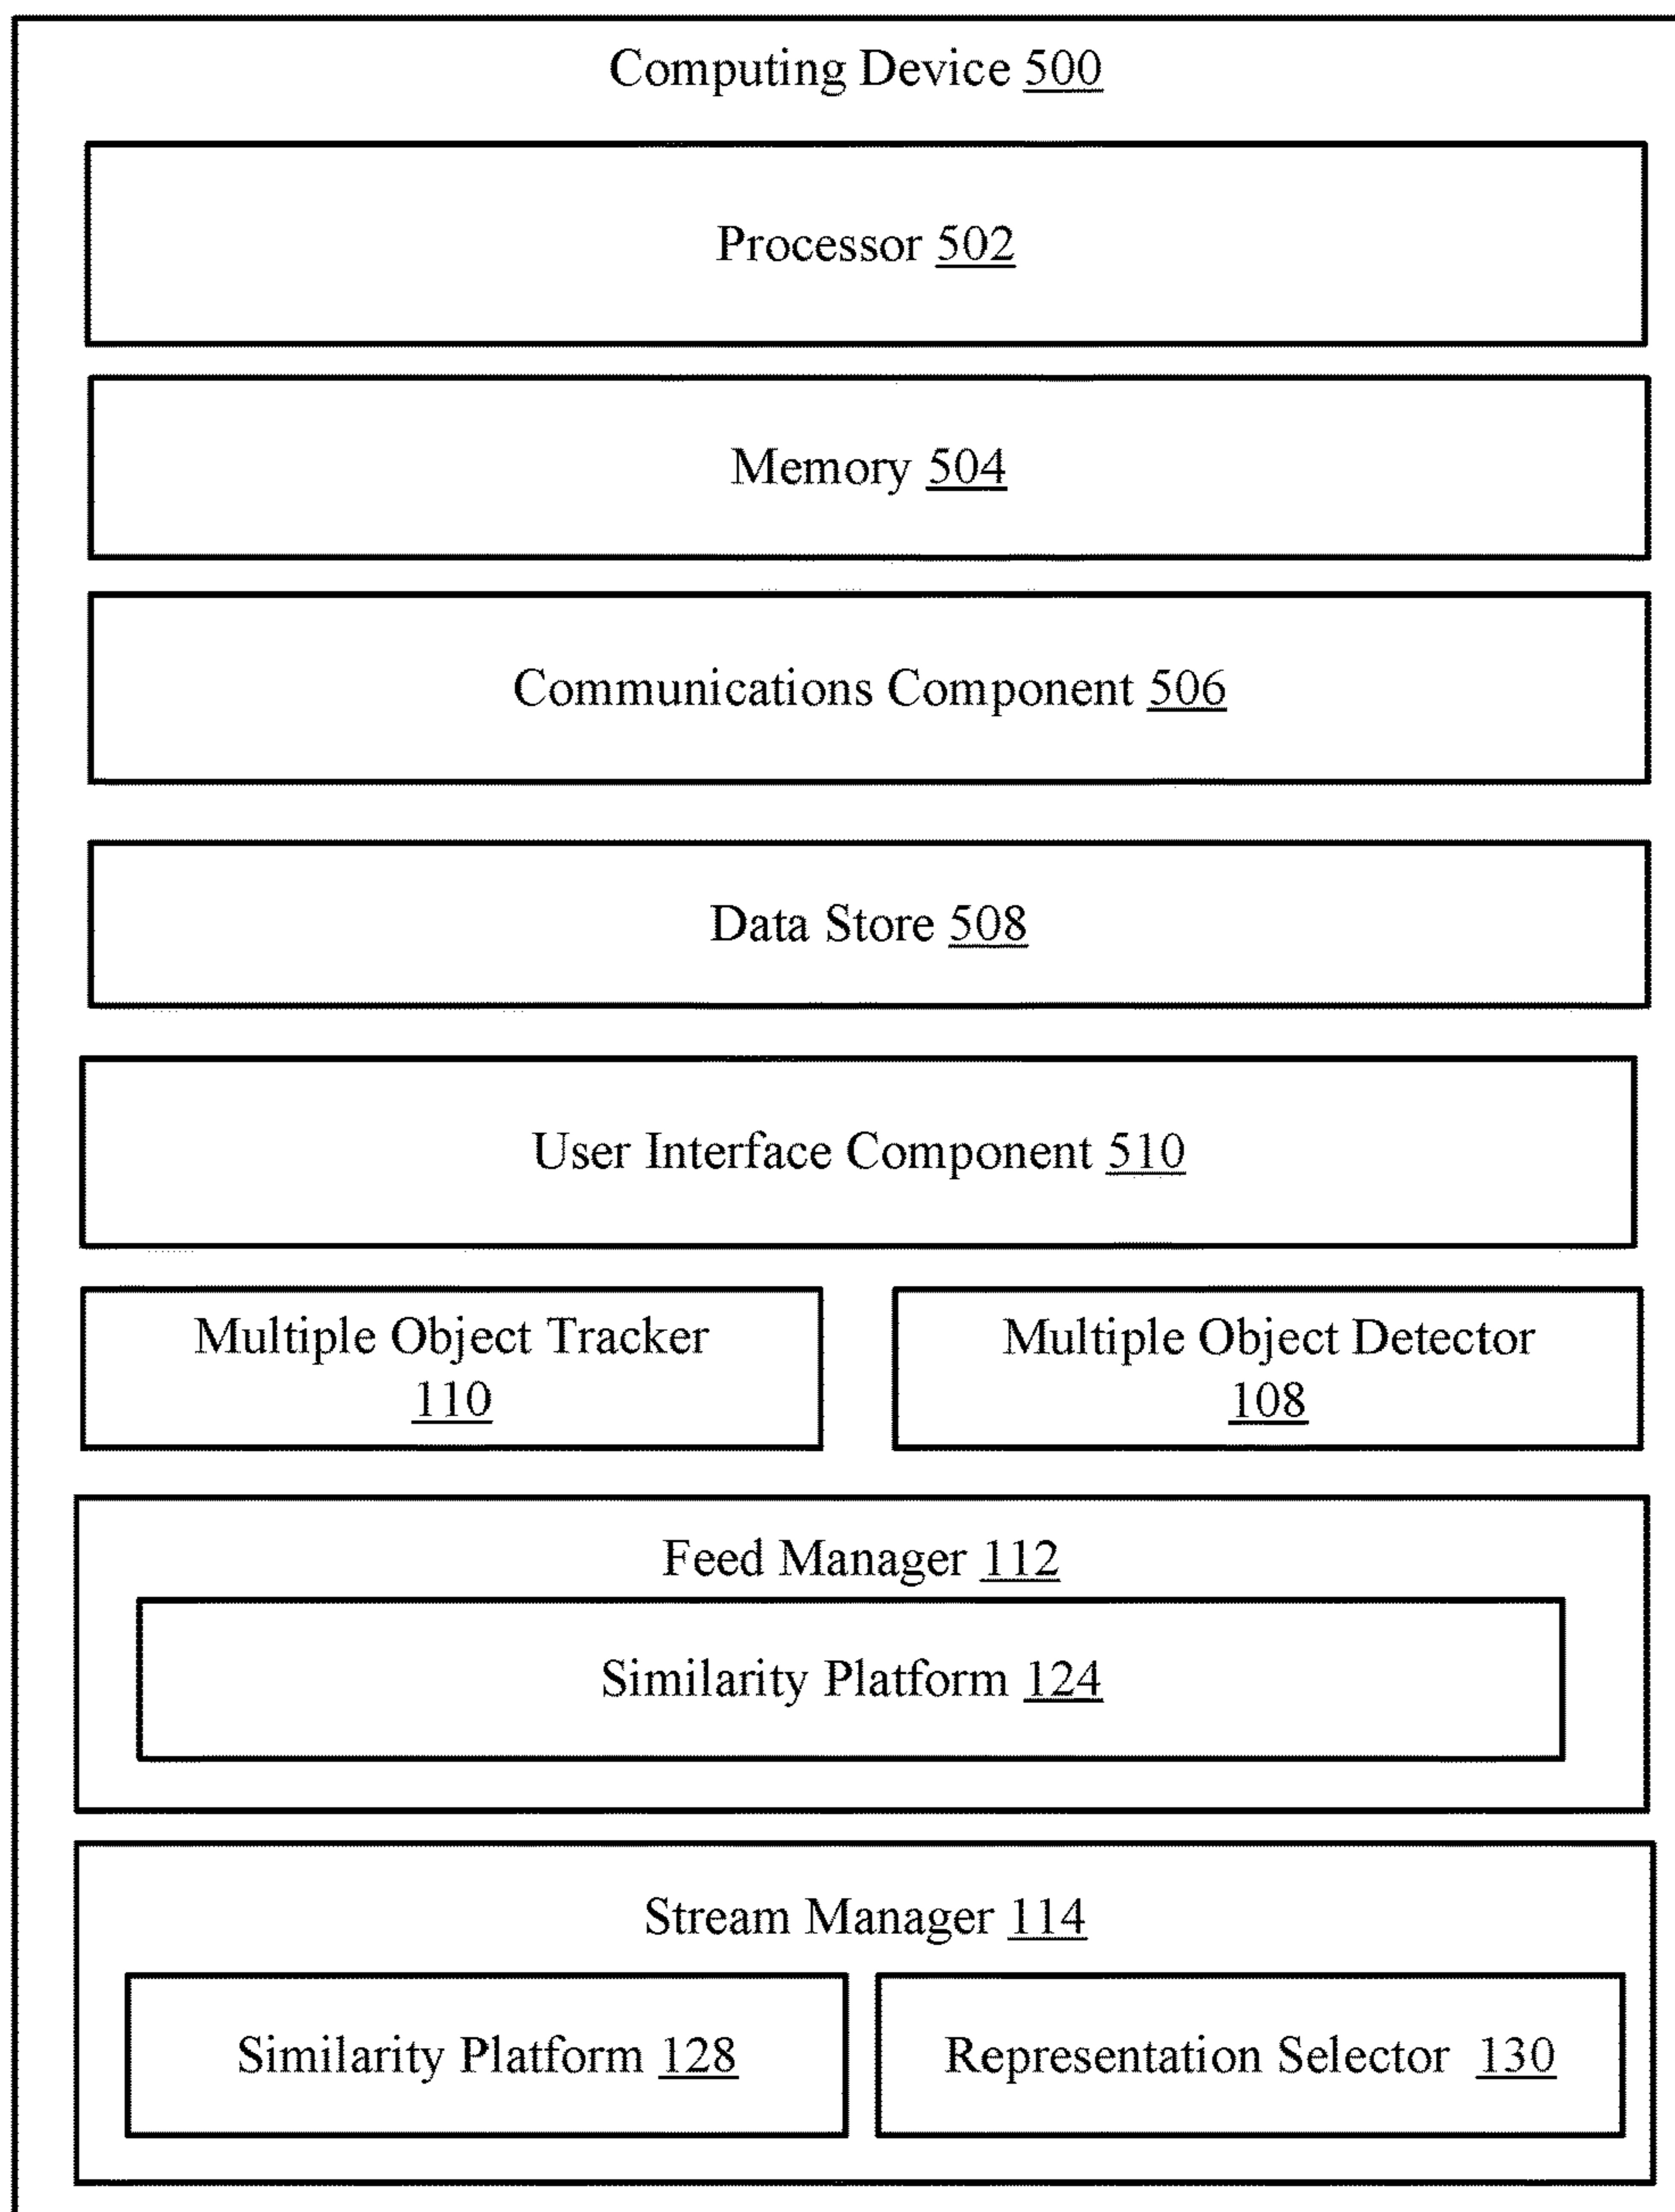 Computing Device 500
Processor 502
Memory 504
Communications Component 506
Data Store 508
User Interface Component 510
Multiple Object Tracker
110
Multiple Object Detector
108
Feed Manager 112
Similarity Platform 124
Stream Manager 114
Similarity Platform 128
Representation Selector 130